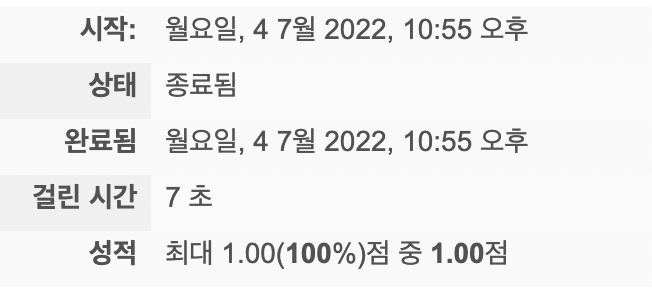 시작: 월요일, 4 7월 2022, 10:55 오후
상태 종료됨
완료됨 월요일, 4 7월 2022, 10:55 오후
걸린 시간 7 초
성적 최대 1.00(100%)점 중 1.00점